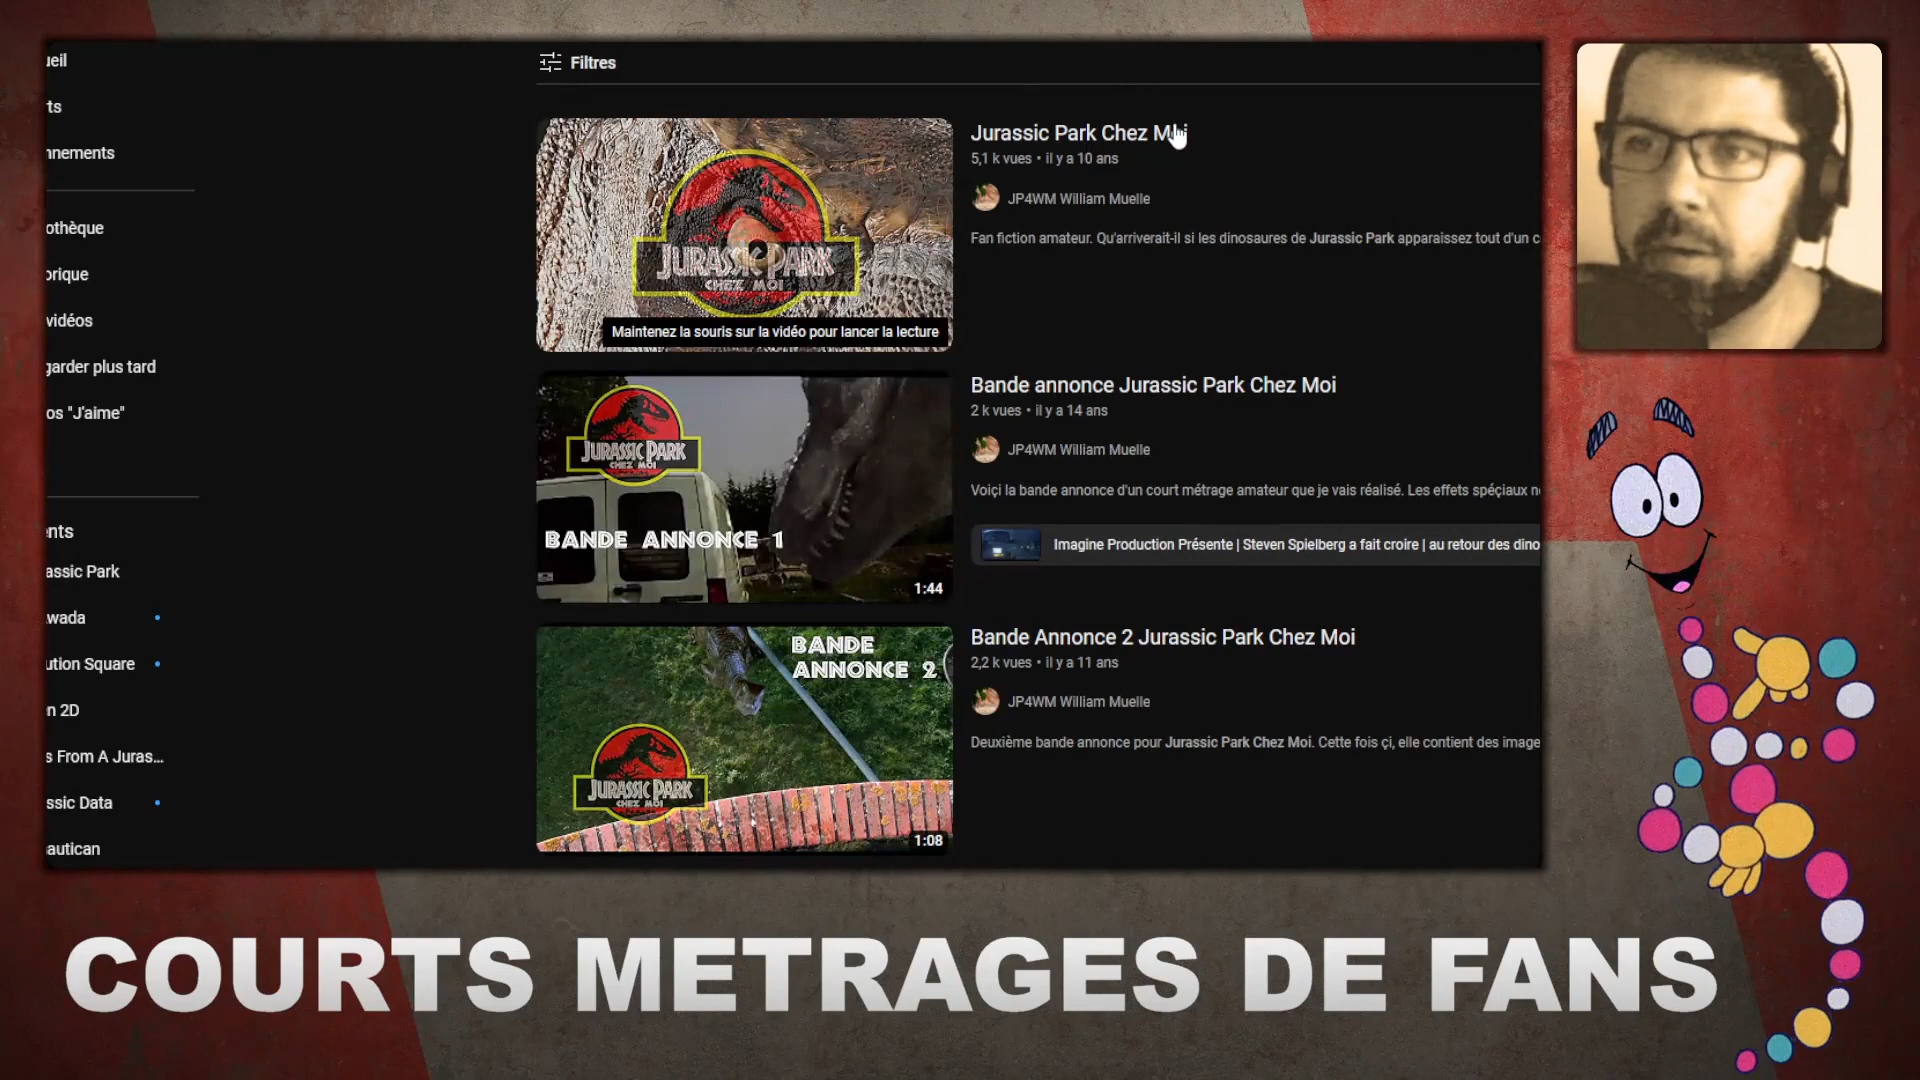 ueil
ts
nnements
othèque
orique
vidéos
garder plus tard
os "J'aime"
nts
assic Park
wada
ution Square
n 2D
s From A Juras...
ssic Data
autican
Filtres
JURASSIC PARK
CHEZ MOI
Maintenez la souris sur la vidéo pour lancer la lecture
Jurassic Park Chez Moi
5,1 k vues • il y a 10 ans
JP4WM William Muelle
Fan fiction amateur. Qu'arriverait-il si les dinosaures de Jurassic Park apparaissez tout d'un c
JURASSIC PARK
CHEZ MOI
BANDE ANNONCE 1
1:44
Bande annonce Jurassic Park Chez Moi
2 k vues • il y a 14 ans
JP4WM William Muelle
Voiçi la bande annonce d'un court métrage amateur que je vais réalisé. Les effets spéçiaux n
Imagine Production Présente | Steven Spielberg a fait croire | au retour des dino
BANDE
ANNONCE 2
JURASSIC PARK
CHEZ MOI
1:08
Bande Annonce 2 Jurassic Park Chez Moi
2,2 k vues • il y a 11 ans
JP4WM William Muelle
Deuxième bande annonce pour Jurassic Park Chez Moi. Cette fois çi, elle contient des image
COURTS METRAGES DE FANS